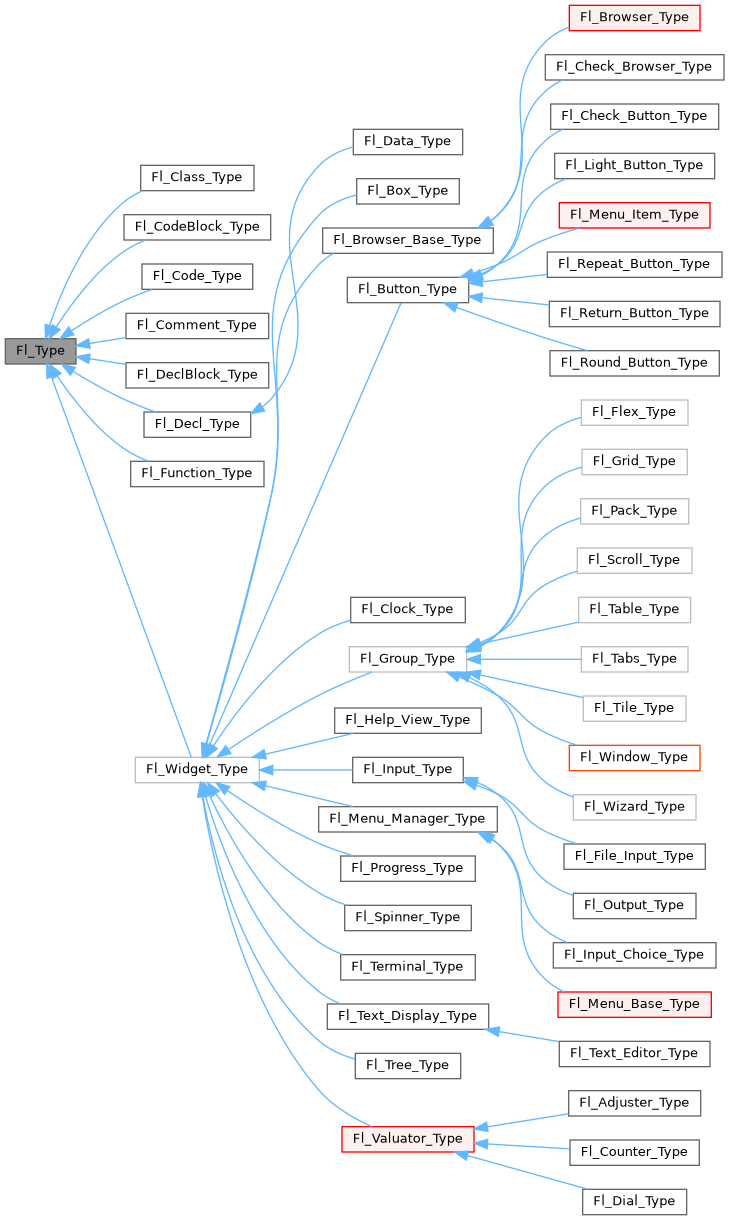 Fl_Type
Fl_Class_Type
Fl_CodeBlock_Type
Fl_Code_Type
Fl_Comment_Type
Fl_DeclBlock_Type
Fl_Decl_Type
Fl_Function_Type
Fl_Widget_Type
Fl_Data_Type
Fl_Box_Type
Fl_Browser_Base_Type
Fl_Button_Type
Fl_Clock_Type
Fl_Group_Type
Fl_Help_View_Type
Fl_Input_Type
Fl_Menu_Manager_Type
Fl_Progress_Type
Fl_Spinner_Type
Fl_Terminal_Type
Fl_Text_Display_Type
Fl_Tree_Type
Fl_Valuator_Type
Fl_Browser_Type
Fl_Check_Browser_Type
Fl_Check_Button_Type
Fl_Light_Button_Type
Fl_Menu_Item_Type
Fl_Repeat_Button_Type
Fl_Return_Button_Type
Fl_Round_Button_Type
Fl_Flex_Type
Fl_Grid_Type
Fl_Pack_Type
Fl_Scroll_Type
Fl_Table_Type
Fl_Tabs_Type
Fl_Tile_Type
Fl_Window_Type
Fl_Wizard_Type
Fl_File_Input_Type
Fl_Output_Type
Fl_Input_Choice_Type
Fl_Menu_Base_Type
Fl_Text_Editor_Type
Fl_Adjuster_Type
Fl_Counter_Type
Fl_Dial_Type